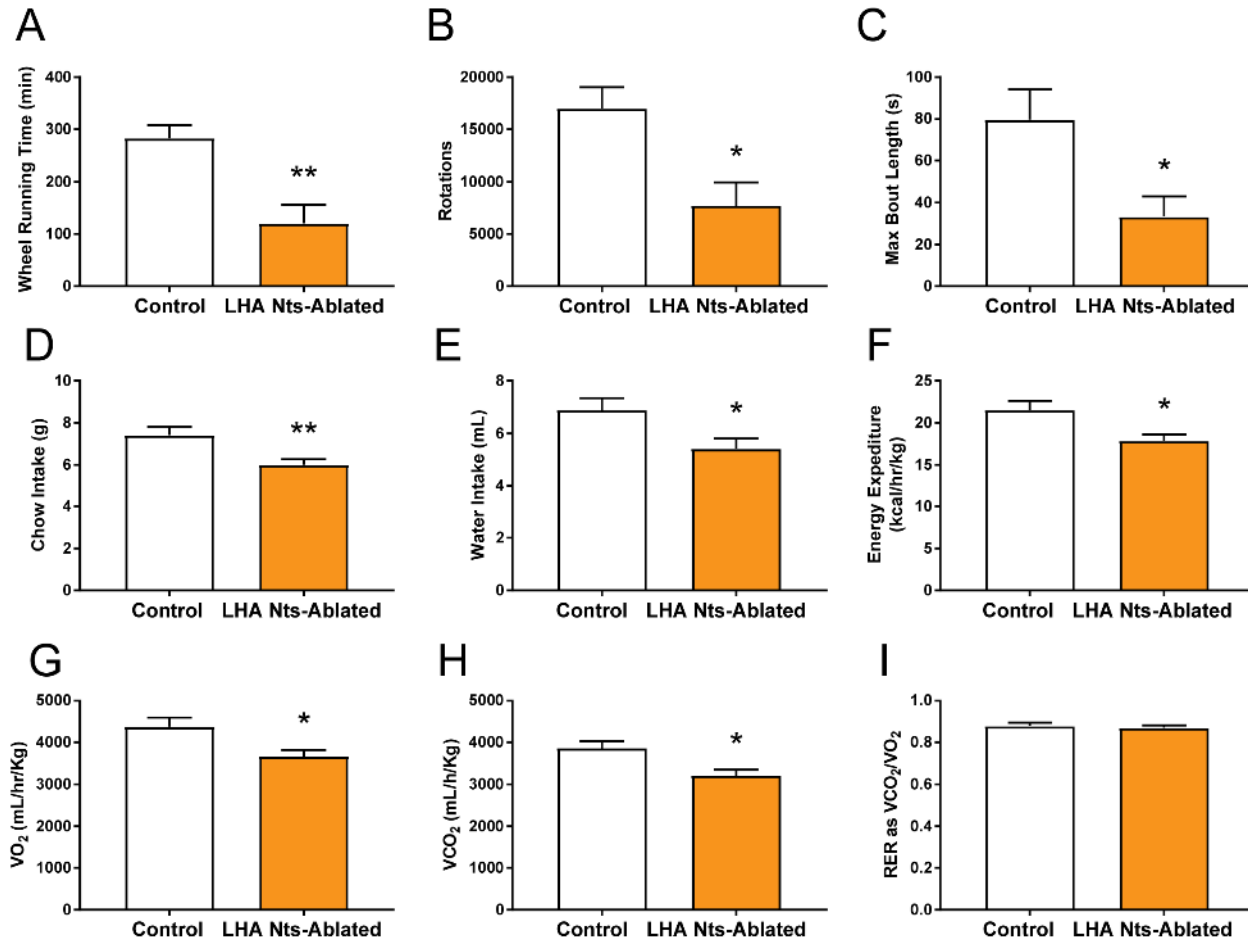 A
Wheel Running Time (min)
400
300
200
100
0
**
Control LHA Nts-Ablated
B
Rotations
20000
15000
10000
5000
0
*
Control LHA Nts-Ablated
C
Max Bout Length (s)
100
80
60
40
20
0
*
Control LHA Nts-Ablated
D
Chow Intake (g)
10
8
6
4
2
0
**
Control LHA Nts-Ablated
E
Water Intake (mL)
8
6
4
2
0
*
Control LHA Nts-Ablated
F
Energy Expediture
(kcal/hr/kg)
25
20
15
10
5
0
*
Control LHA Nts-Ablated
G
VO₂ (mL/hr/Kg)
5000
4000
3000
2000
1000
0
*
Control LHA Nts-Ablated
H
VCO₂ (mL/h/Kg)
5000
4000
3000
2000
1000
0
*
Control LHA Nts-Ablated
I
RER as VCO₂/VO₂
1.0
0.8
0.6
0.4
0.2
0.0
Control LHA Nts-Ablated